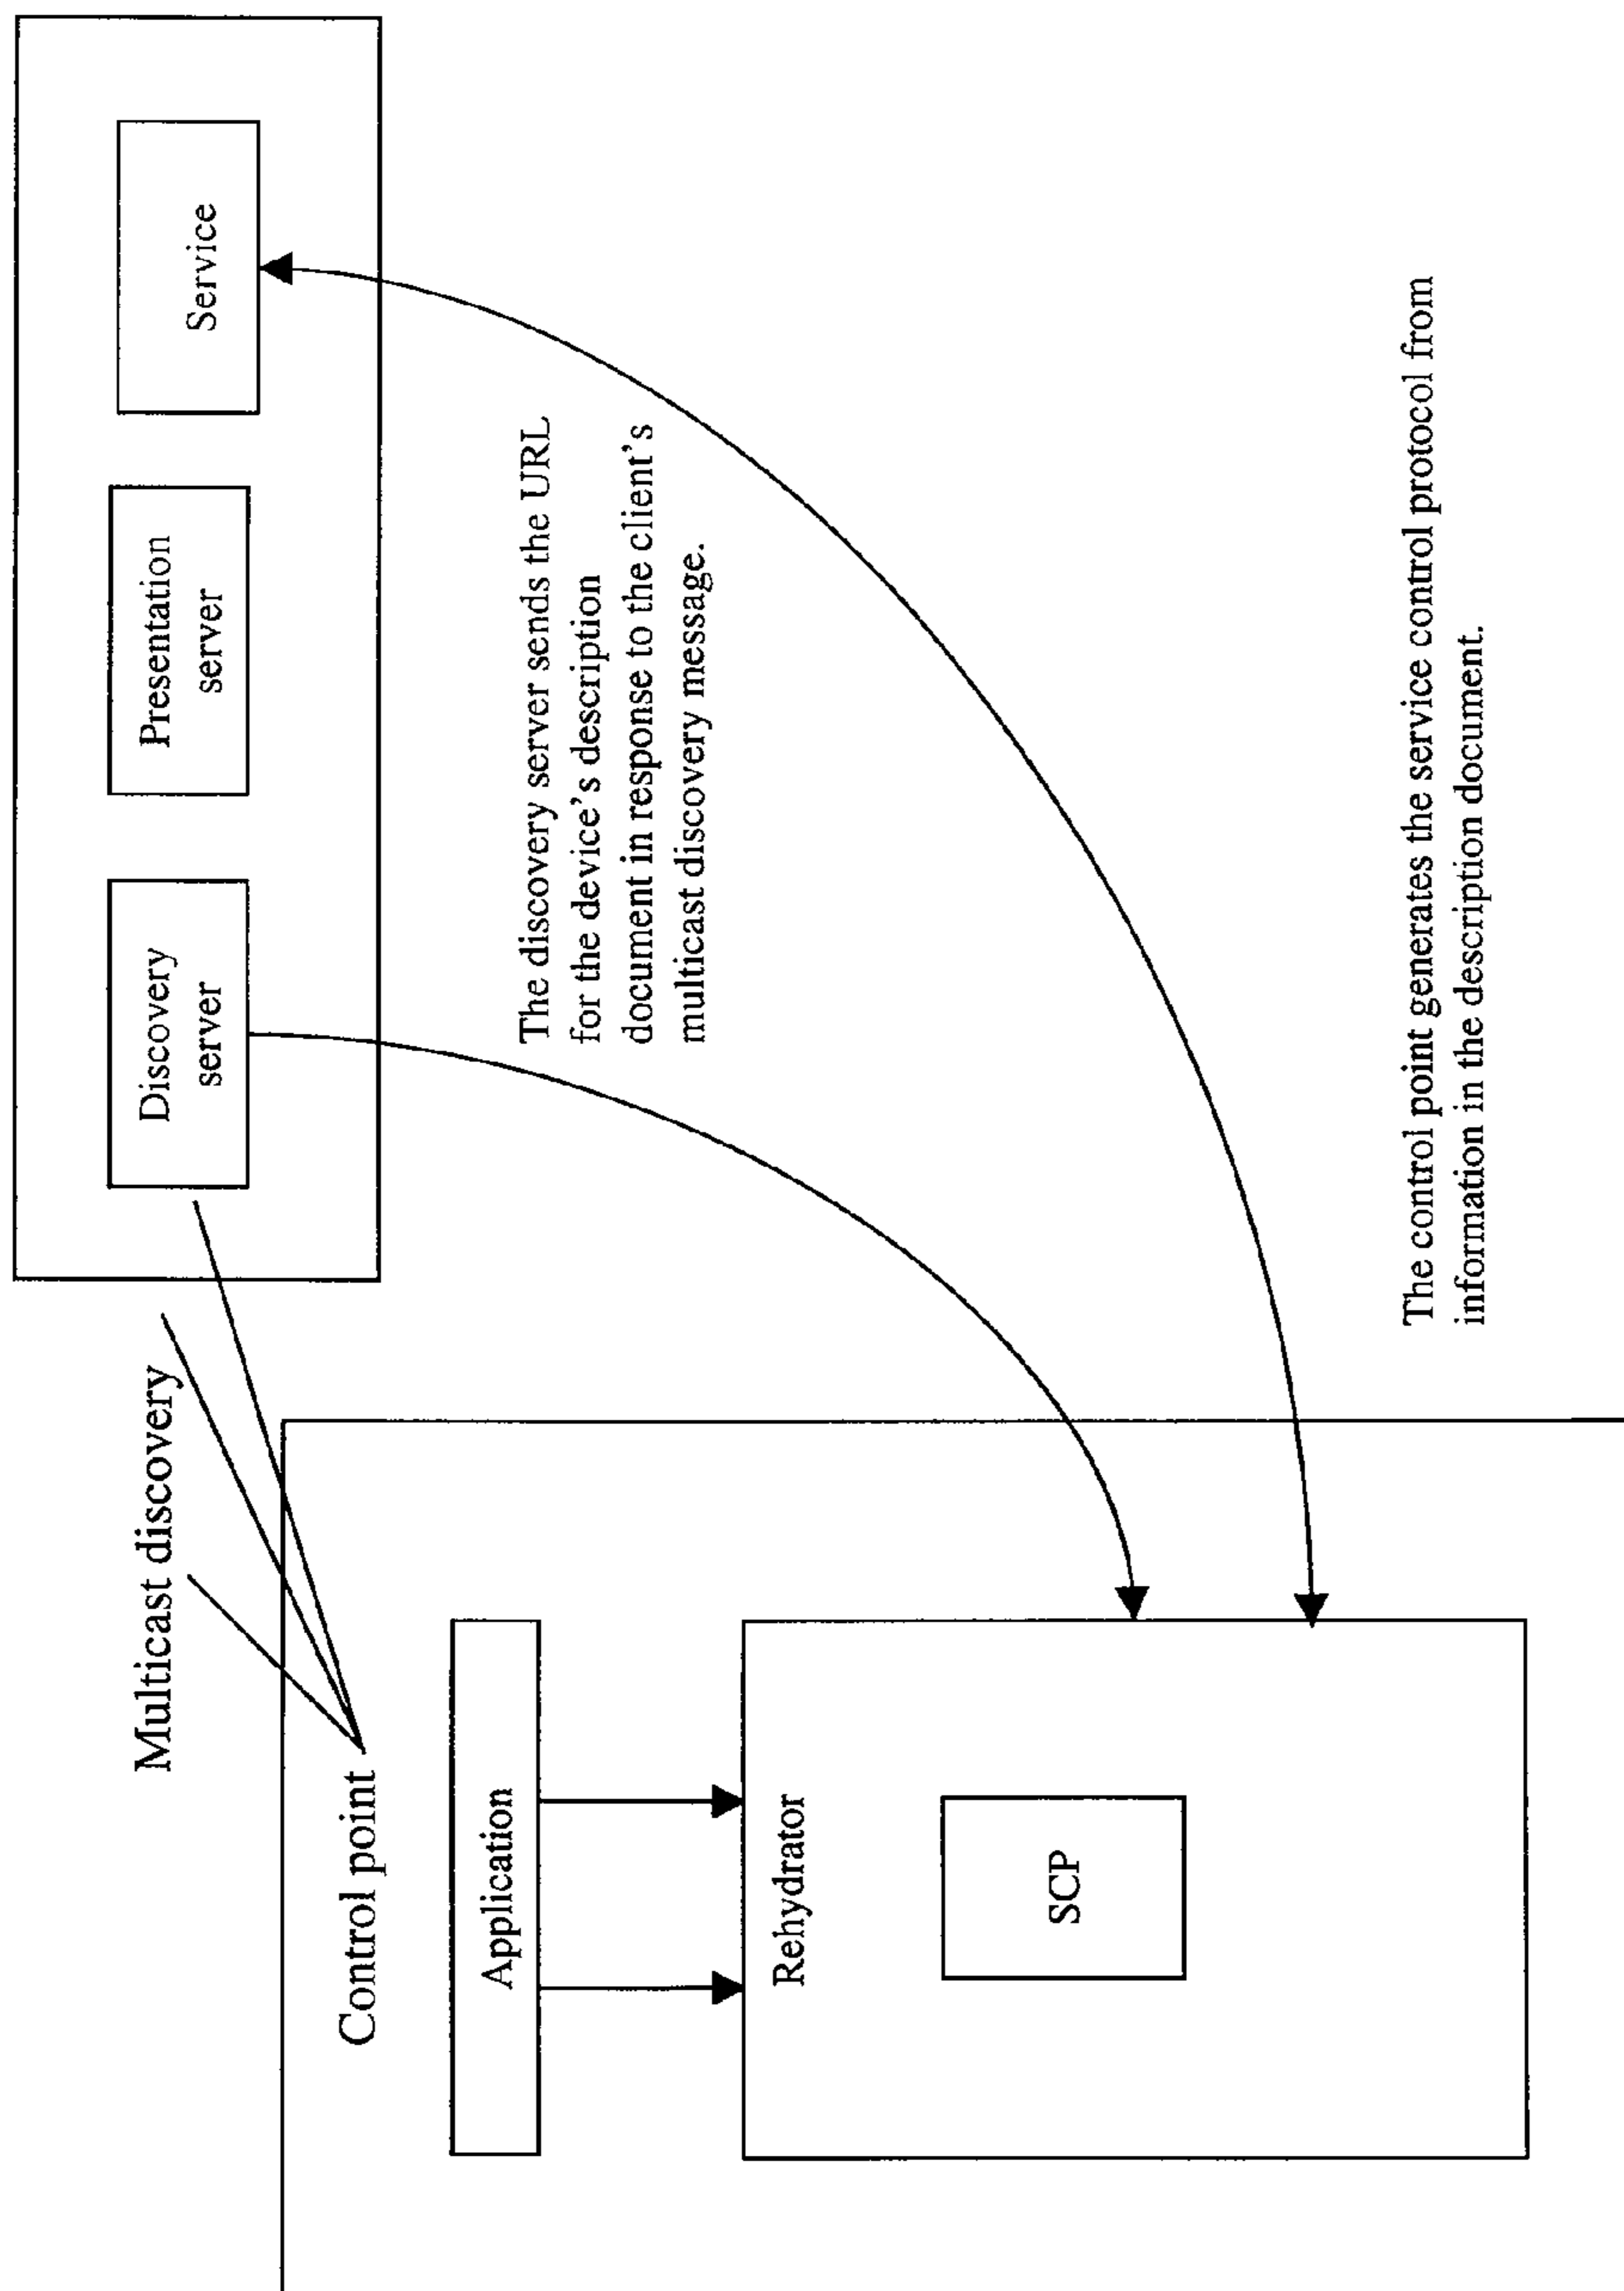 Multicast discovery
Control point
Application
Rehydrator
SCP
Discovery
server
Presentation
server
Service
The discovery server sends the URL
for the device's description
document in response to the client's
multicast discovery message.
The control point generates the service control protocol from
information in the description document.